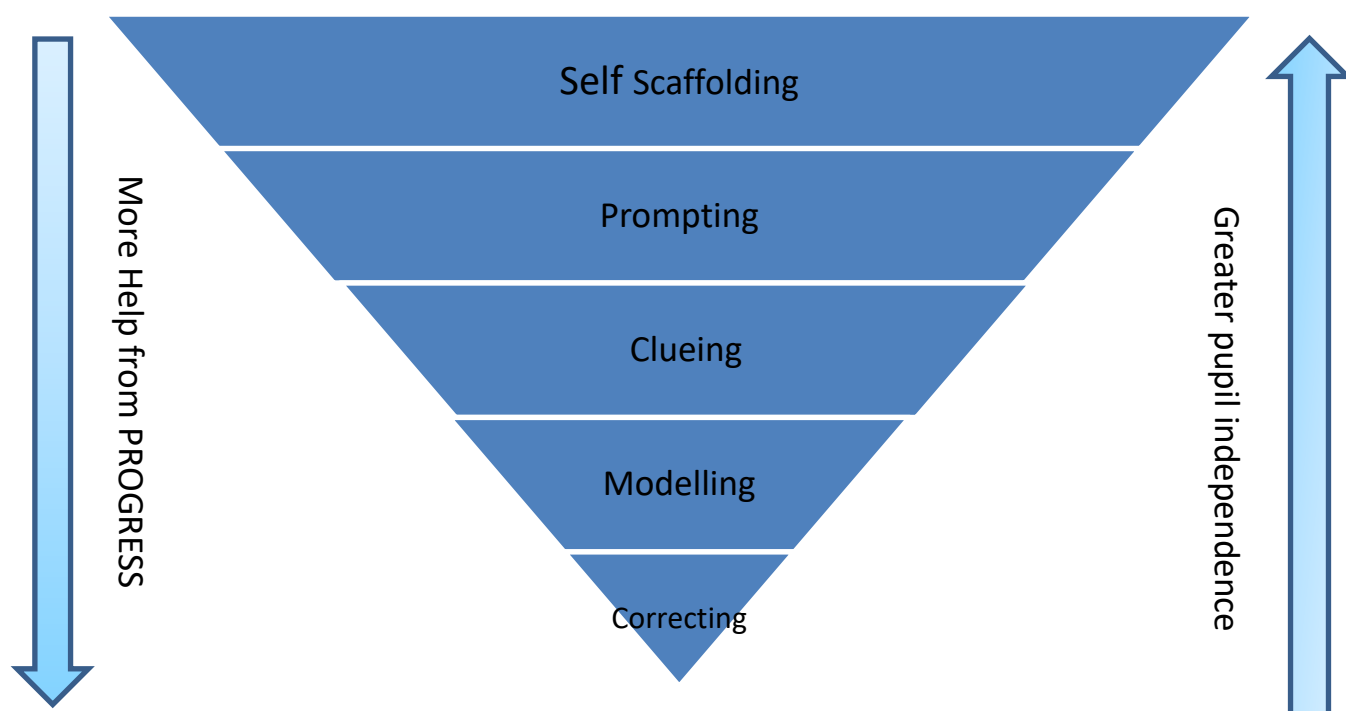 Self Scaffolding
Prompting
Clueing
Modelling
Correcting
More Help from PROGRESS
Greater pupil independence